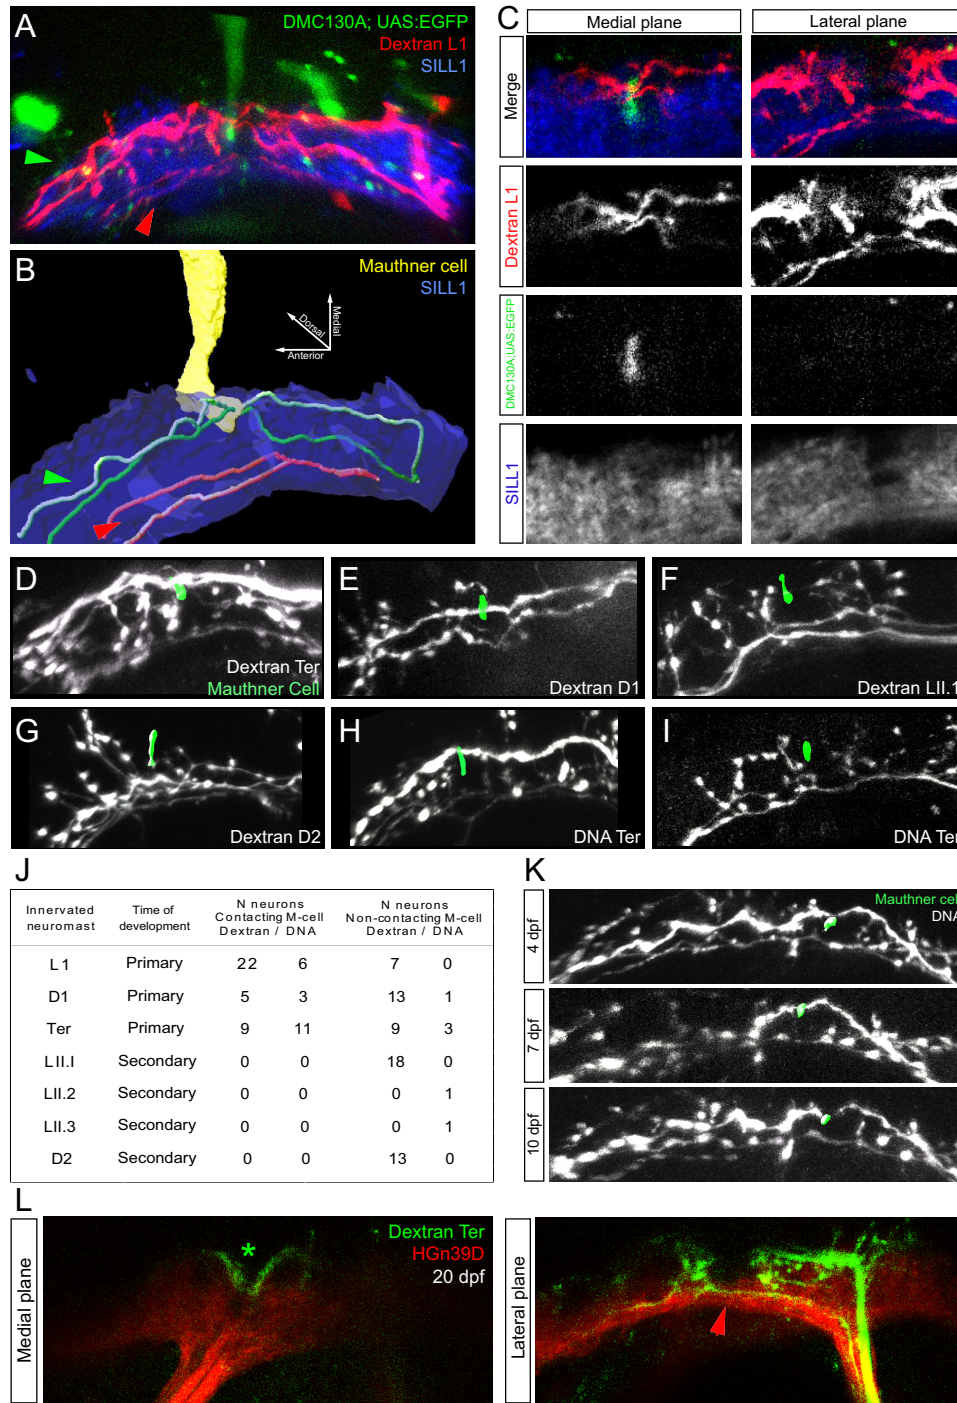 A
DMC130A; UAS:EGFP
Dextran L1
SILL1
B
Mauthner cell
SILL1
Medial
Dorsal
Anterior
C
Medial plane
Lateral plane
Merge
Dextran L1
DMC130A;UAS:EGFP
SILL1
D
Dextran Ter
Mauthner Cell
E
Dextran D1
F
Dextran LII.1
G
Dextran D2
H
DNA Ter
I
DNA Ter
J
Innervated neuromast
Time of development
N neurons Contacting M-cell Dextran / DNA
N neurons Non-contacting M-cell Dextran / DNA
L1 Primary 22 6 7 0
D1 Primary 5 3 13 1
Ter Primary 9 11 9 3
LII.I Secondary 0 0 18 0
LII.2 Secondary 0 0 0 1
LII.3 Secondary 0 0 0 1
D2 Secondary 0 0 13 0
K
Mauthner cell
DNA
4 dpf
7 dpf
10 dpf
L
Medial plane
Dextran Ter
HGn39D
20 dpf
*
Lateral plane